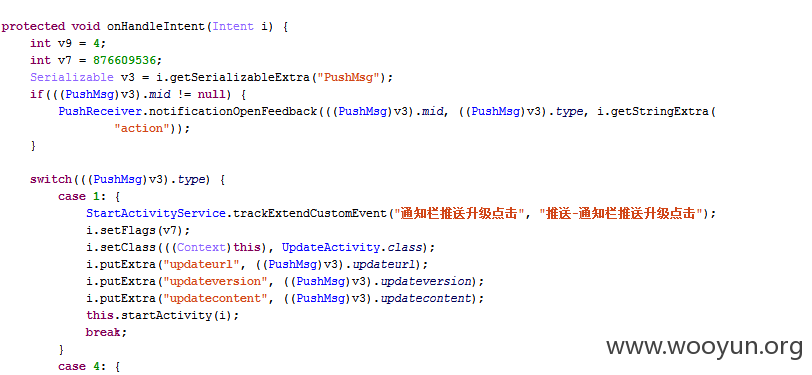 protected void onHandleIntent(Intent i) {
    int v9 = 4;
    int v7 = 876609536;
    Serializable v3 = i.getSerializableExtra("PushMsg");
    if(((PushMsg)v3).mid != null) {
        PushReceiver.notificationOpenFeedback(((PushMsg)v3).mid, ((PushMsg)v3).type, i.getStringExtra(
                "action"));
    }

    switch(((PushMsg)v3).type) {
        case 1: {
            StartActivityService.trackExtendCustomEvent("通知栏推送升级点击", "推送-通知栏推送升级点击");
            i.setFlags(v7);
            i.setClass(((Context)this), UpdateActivity.class);
            i.putExtra("updateurl", ((PushMsg)v3).updateurl);
            i.putExtra("updateversion", ((PushMsg)v3).updateversion);
            i.putExtra("updatecontent", ((PushMsg)v3).updatecontent);
            this.startActivity(i);
            break;
        }
        case 4: {
www.wooyun.org